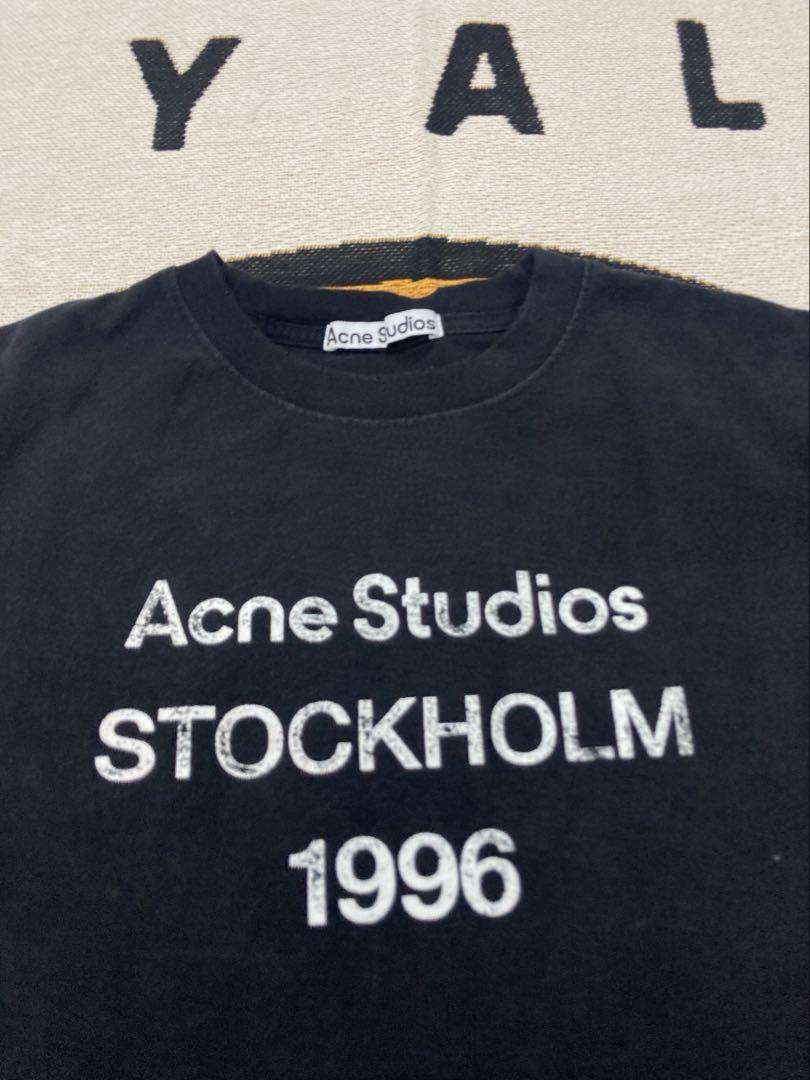 Y A L
Acne Studios
Acne Studios
STOCKHOLM
1996